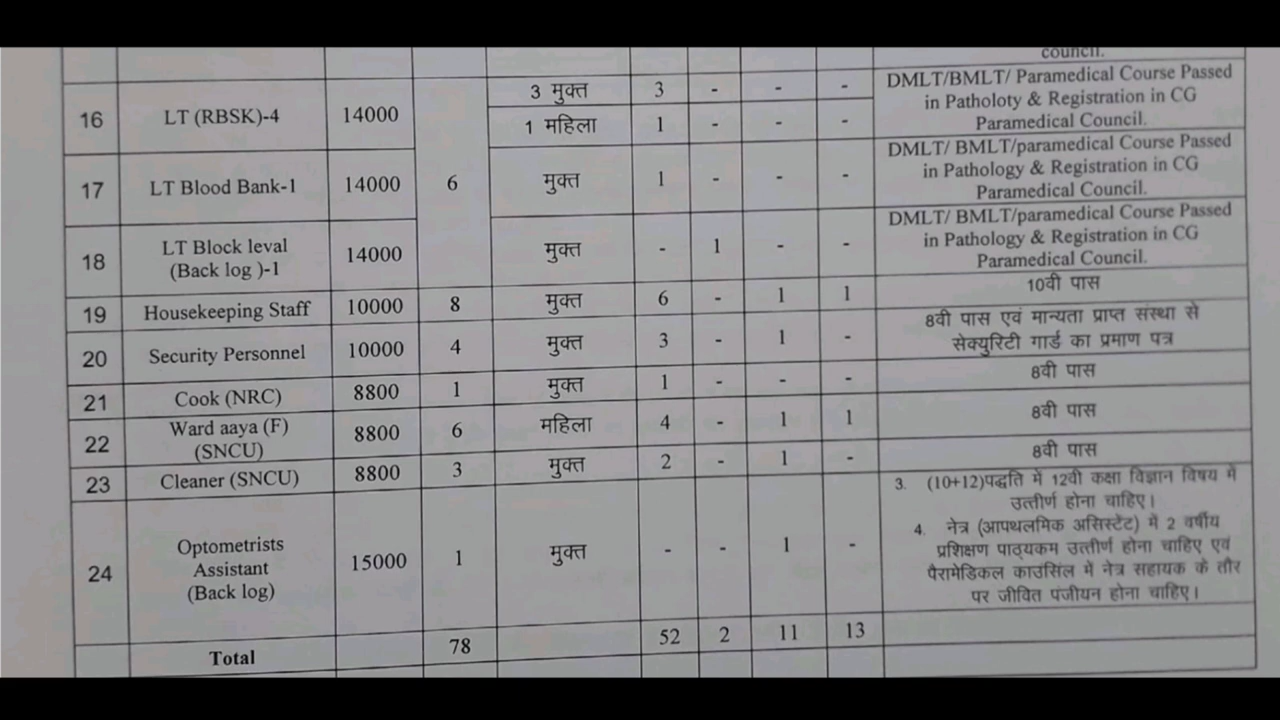 council.
16 LT (RBSK)-4 14000 3 मुक्त 3 - - - DMLT/BMLT/ Paramedical Course Passed
in Patholoty & Registration in CG
1 महिला 1 - - - Paramedical Council.
17 LT Blood Bank-1 14000 6 मुक्त 1 - - - DMLT/ BMLT/paramedical Course Passed
in Pathology & Registration in CG
Paramedical Council.
18 LT Block leval 14000 मुक्त - 1 - - DMLT/ BMLT/paramedical Course Passed
(Back log )-1 in Pathology & Registration in CG
Paramedical Council.
19 Housekeeping Staff 10000 8 मुक्त 6 - 1 1 10वी पास
20 Security Personnel 10000 4 मुक्त 3 - 1 - 8वी पास एवं मान्यता प्राप्त संस्था से
सेक्युरिटी गार्ड का प्रमाण पत्र
21 Cook (NRC) 8800 1 मुक्त 1 - - - 8वी पास
22 Ward aaya (F) 8800 6 महिला 4 - 1 1 8वी पास
(SNCU)
23 Cleaner (SNCU) 8800 3 मुक्त 2 - 1 - 8वी पास
24 Optometrists 15000 1 मुक्त - - 1 - 3. (10+12)पद्धति में 12वी कक्षा विज्ञान विषय में
Assistant उत्तीर्ण होना चाहिए।
(Back log) 4. नेत्र (आपथलमिक असिस्टेंट) में 2 वर्षीय
प्रशिक्षण पाठ्यकम उत्तीर्ण होना चाहिए एवं
पैरामेडिकल काउंसिल में नेत्र सहायक के तौर
पर जीवित पंजीयन होना चाहिए।
Total 78 52 2 11 13